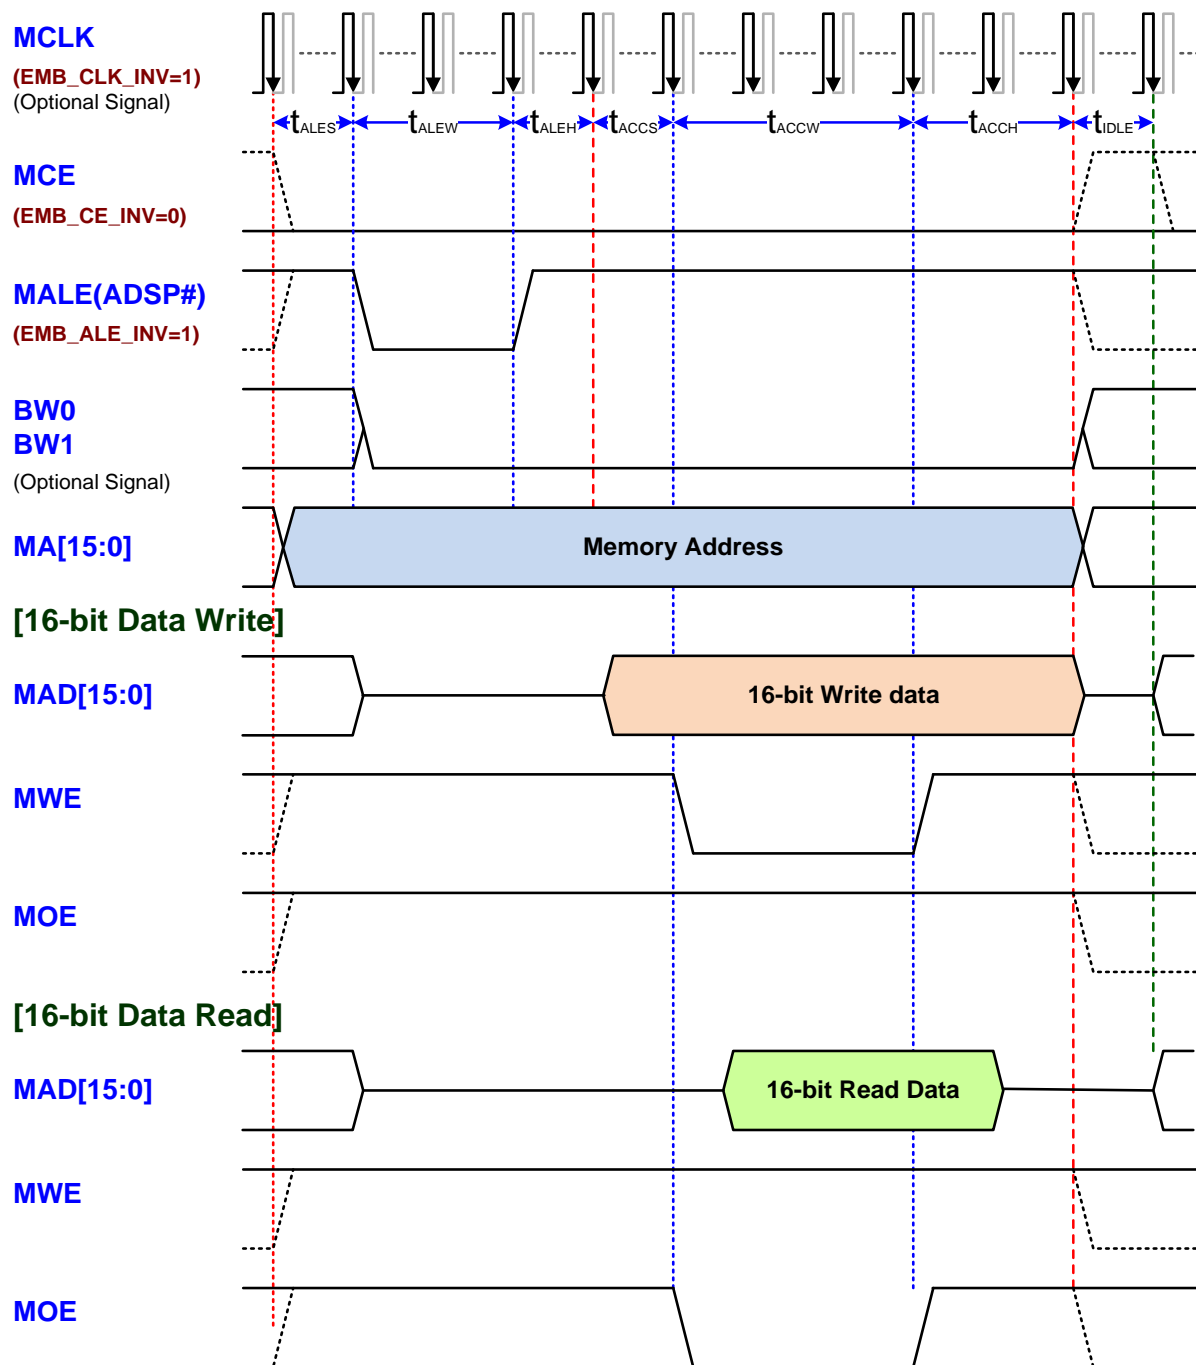 MCLK
(EMB_CLK_INV=1)
(Optional Signal)
tALES tALEW tALEH tACCS tACCW tACCH tIDLE
MCE
(EMB_CE_INV=0)
MALE(ADSP#)
(EMB_ALE_INV=1)
BW0
BW1
(Optional Signal)
MA[15:0] Memory Address
[16-bit Data Write]
MAD[15:0] 16-bit Write data
MWE
MOE
[16-bit Data Read]
MAD[15:0] 16-bit Read Data
MWE
MOE